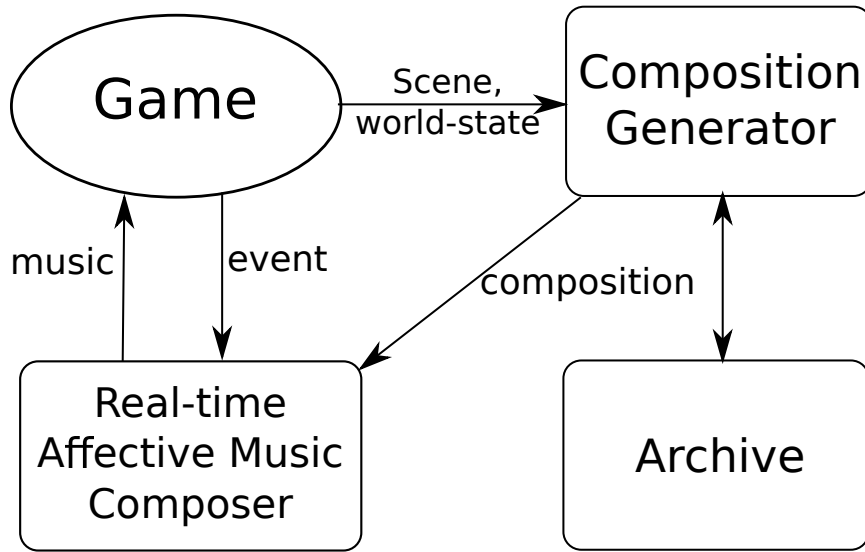 Game
Scene,
world-state
Composition
Generator
music
event
composition
Real-time
Affective Music
Composer
Archive